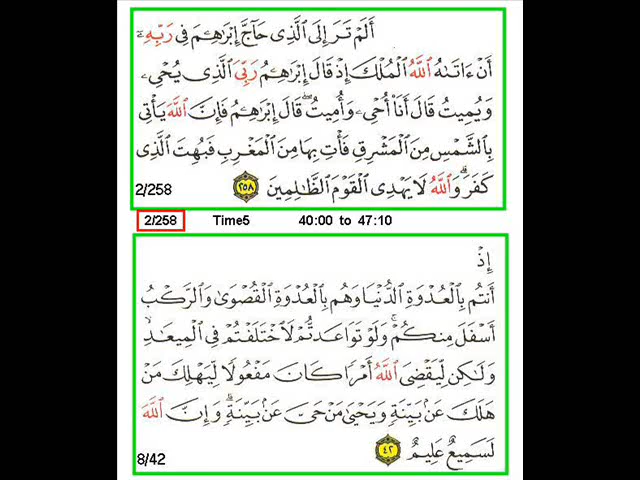 أَلَمْ تَرَ إِلَى ٱلَّذِى حَآجَّ إِبْرَٰهِـۧمَ فِى رَبِّهِۦٓ
أَنْ ءَاتَىٰهُ ٱللَّهُ ٱلْمُلْكَ إِذْ قَالَ إِبْرَٰهِـۧمُ رَبِّىَ ٱلَّذِى يُحْىِۦ
وَيُمِيتُ قَالَ أَنَا۠ أُحْىِۦ وَأُمِيتُ ۖ قَالَ إِبْرَٰهِـۧمُ فَإِنَّ ٱللَّهَ يَأْتِى
بِٱلشَّمْسِ مِنَ ٱلْمَشْرِقِ فَأْتِ بِهَا مِنَ ٱلْمَغْرِبِ فَبُهِتَ ٱلَّذِى
كَفَرَ ۗ وَٱللَّهُ لَا يَهْدِى ٱلْقَوْمَ ٱلظَّٰلِمِينَ ٢٥٨
2/258
2/258 Time5 40:00 to 47:10
إِذْ
أَنتُم بِٱلْعُدْوَةِ ٱلدُّنْيَا وَهُم بِٱلْعُدْوَةِ ٱلْقُصْوَىٰ وَٱلرَّكْبُ
أَسْفَلَ مِنكُمْ ۚ وَلَوْ تَوَاعَدتُّمْ لَٱخْتَلَفْتُمْ فِى ٱلْمِيعَٰدِ ۙ
وَلَٰكِن لِّيَقْضِىَ ٱللَّهُ أَمْرًا كَانَ مَفْعُولًا لِّيَهْلِكَ مَنْ
هَلَكَ عَنۢ بَيِّنَةٍ وَيَحْيَىٰ مَنْ حَىَّ عَنۢ بَيِّنَةٍ ۗ وَإِنَّ ٱللَّهَ
لَسَمِيعٌ عَلِيمٌ ٤٢
8/42